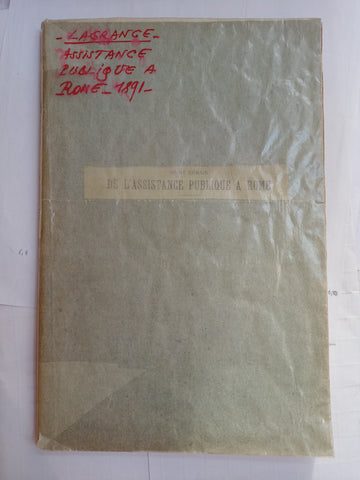 - LAGRANGE -
ASSISTANCE
PUBLIQUE A
ROME - 1891 -
DE L'ASSISTANCE PUBLIQUE A ROME